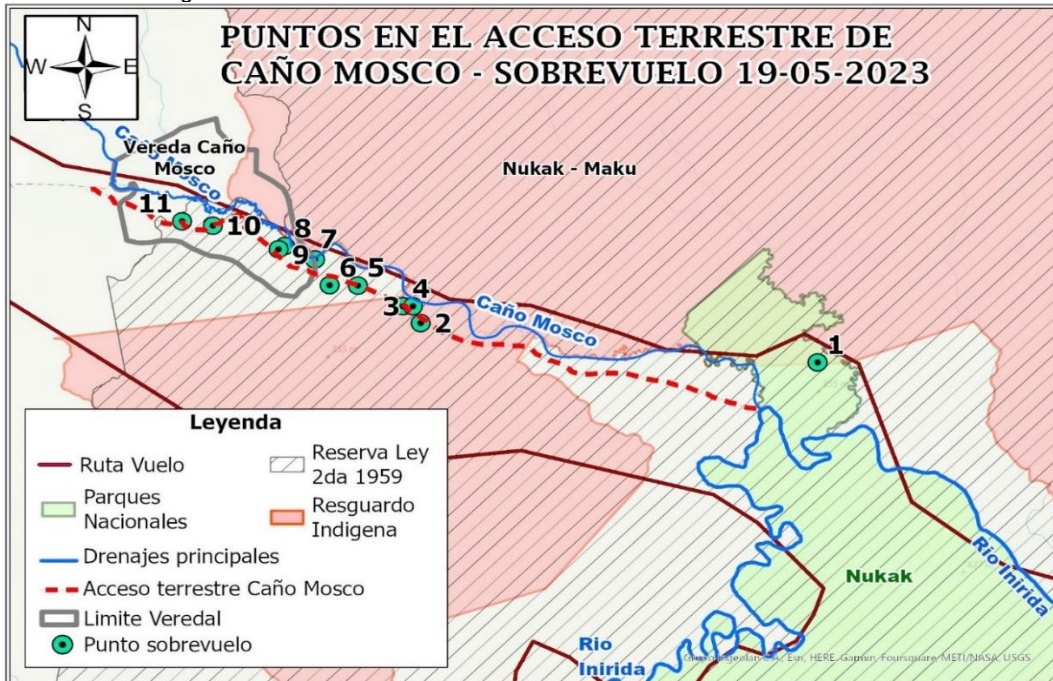 PUNTOS EN EL ACCESO TERRESTRE DE
CAÑO MOSCO - SOBREVUELO 19-05-2023
N
W
E
S
Caño Mosco
Vereda Caño
Mosco
Nukak - Maku
11
10
8
9
7
6
5
4
3
2
1
Caño Mosco
Leyenda
Ruta Vuelo
Parques
Nacionales
Reserva Ley
2da 1959
Resguardo
Indigena
Drenajes principales
Acceso terrestre Caño Mosco
Limite Veredal
Punto sobrevuelo
Nukak
Rio Inirida
Rio
Inirida
Esri, HERE, Garmin, Foursquare, METI/NASA, USGS